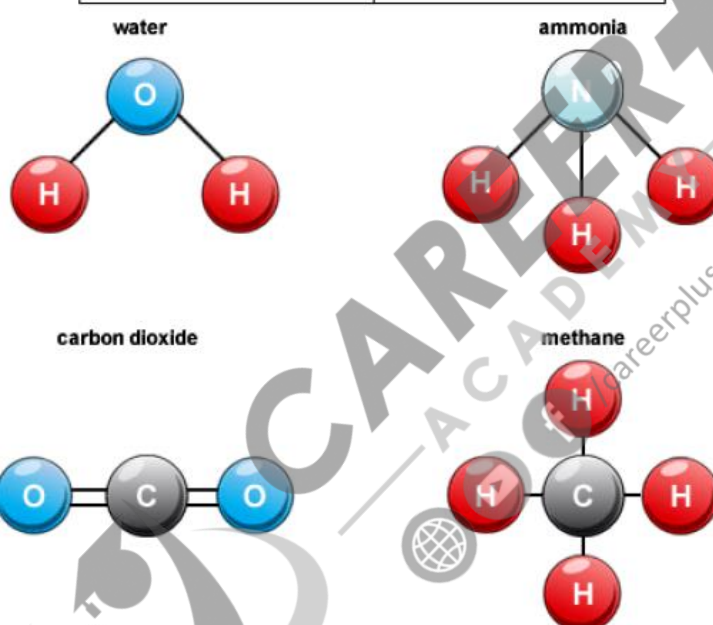 water
ammonia
O
N
H
H
H
H
H
carbon dioxide
methane
H
O
C
O
H
C
H
H
CAREER+
ACADEMY
f
/careerplus